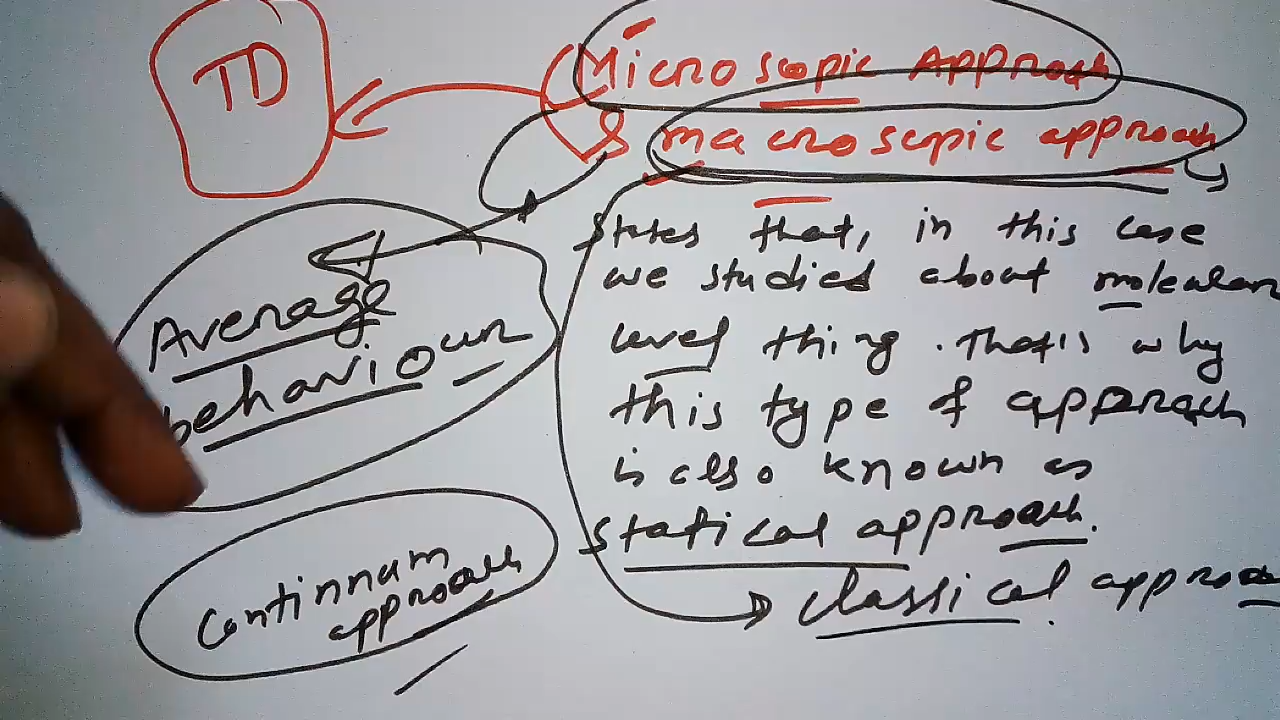 TD
Microscopic Approach
& macroscopic approach
states that, in this case
we studied about molecular
level thing. That's why
this type of approach
is also known as
statical approach.
classical approach
Average
behaviour
Continnum
approach